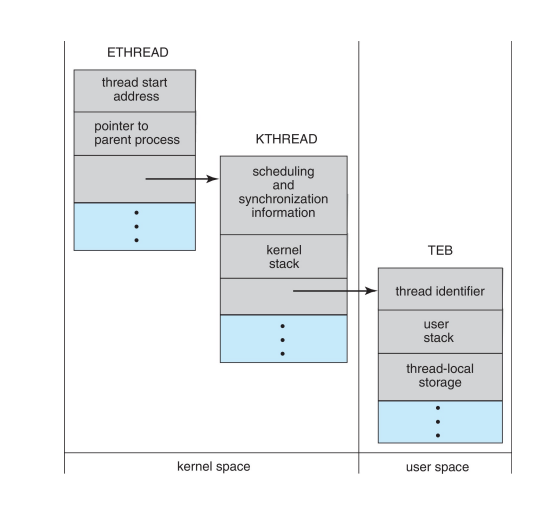 ETHREAD
thread start
address
pointer to
parent process
KTHREAD
scheduling
and
synchronization
information
kernel
stack
TEB
thread identifier
user
stack
thread-local
storage
kernel space
user space